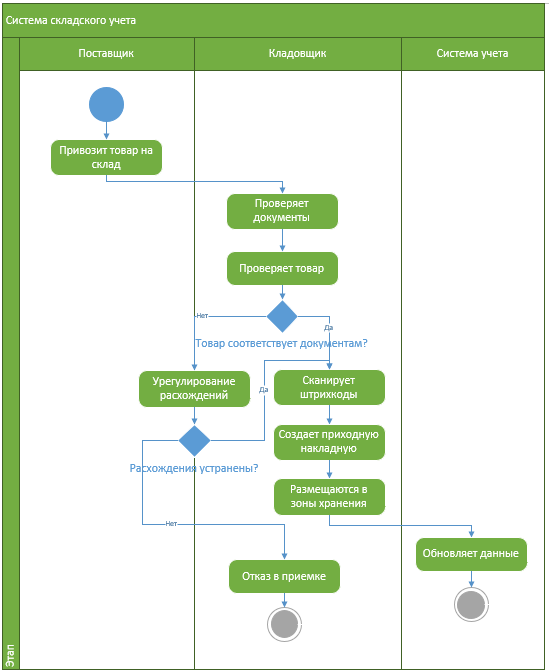 Система складского учета
Поставщик
Кладовщик
Система учета
Привозит товар на
склад
Проверяет
документы
Проверяет товар
Нет
Да
Товар соответствует документам?
Урегулирование
расхождений
Да
Сканирует
штрихкоды
Создает приходную
накладную
Расхождения устранены?
Размещаются в
зоны хранения
Нет
Обновляет данные
Отказ в приемке
Этап